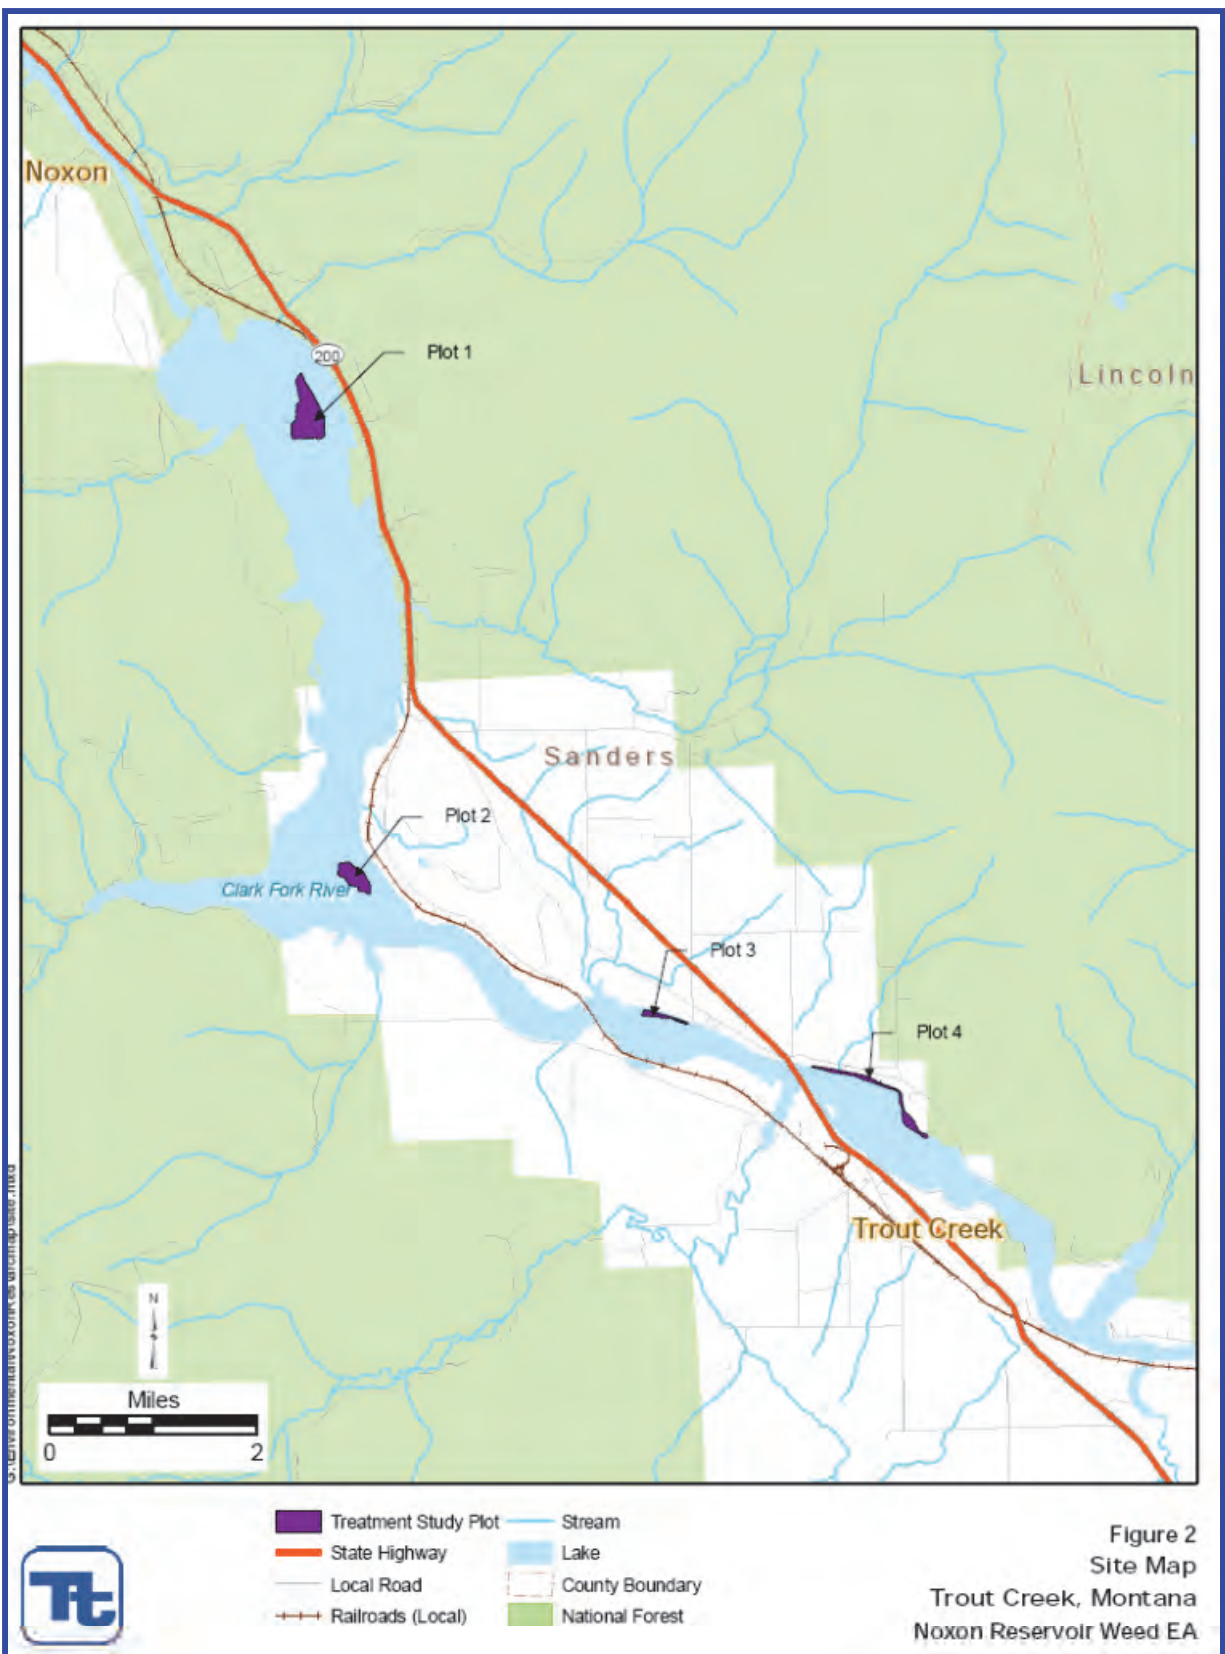 Noxon
200
Plot 1
Lincoln
Sanders
Plot 2
Clark Fork River
Plot 3
Plot 4
Trout Creek
N
Miles
0 2
Treatment Study Plot
State Highway
Local Road
Railroads (Local)
Stream
Lake
County Boundary
National Forest
Tt
Figure 2
Site Map
Trout Creek, Montana
Noxon Reservoir Weed EA